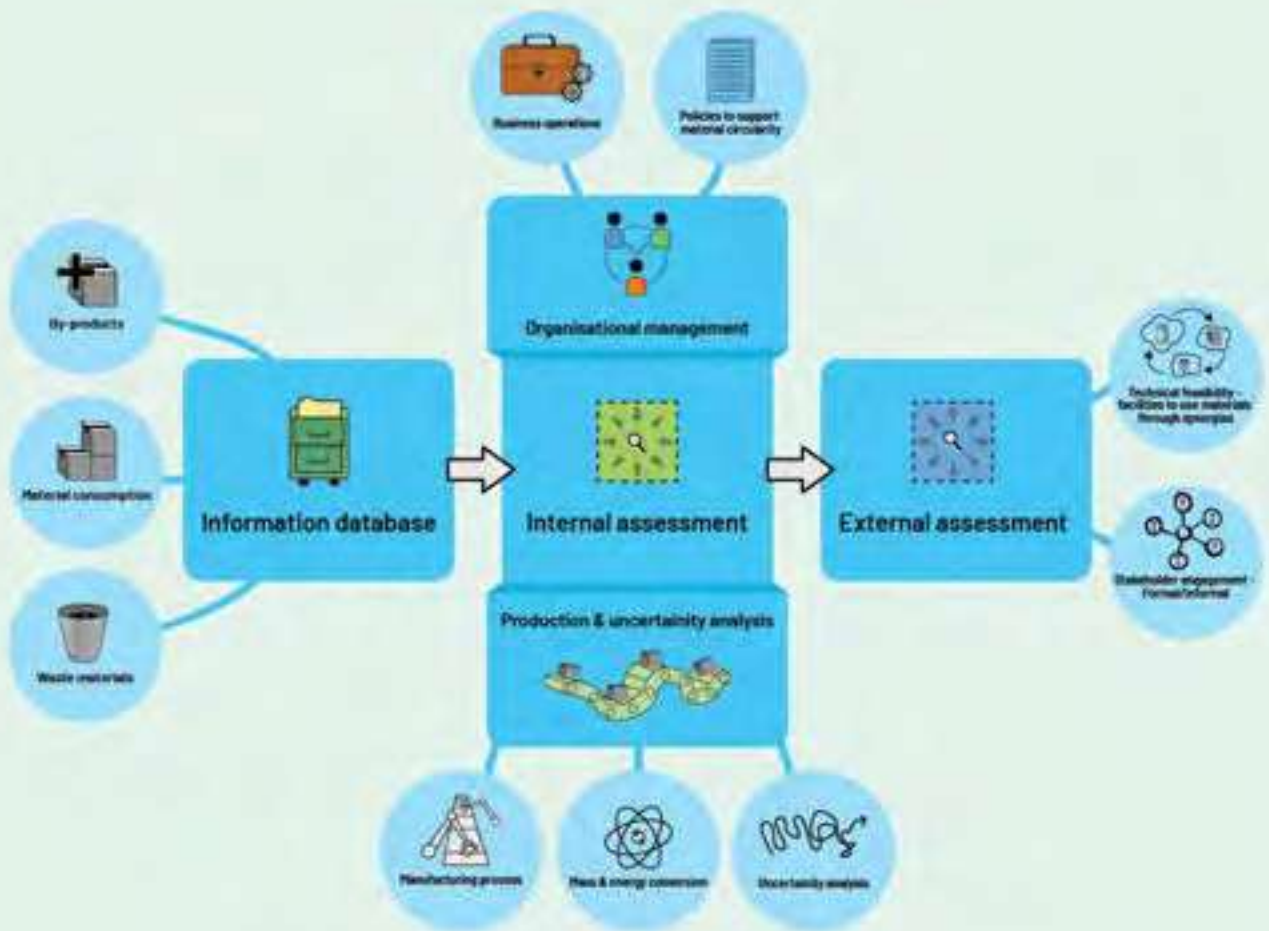 Business operations
Policies to support
material circularity
Organisational management
By-products
Material consumption
Waste materials
Information database
Internal assessment
External assessment
Technical feasibility -
facilities to use materials
through synergies
Stakeholder engagement -
Formal/Informal
Production & uncertainity analysis
Manufacturing process
Mass & energy conversion
Uncertainity analysis